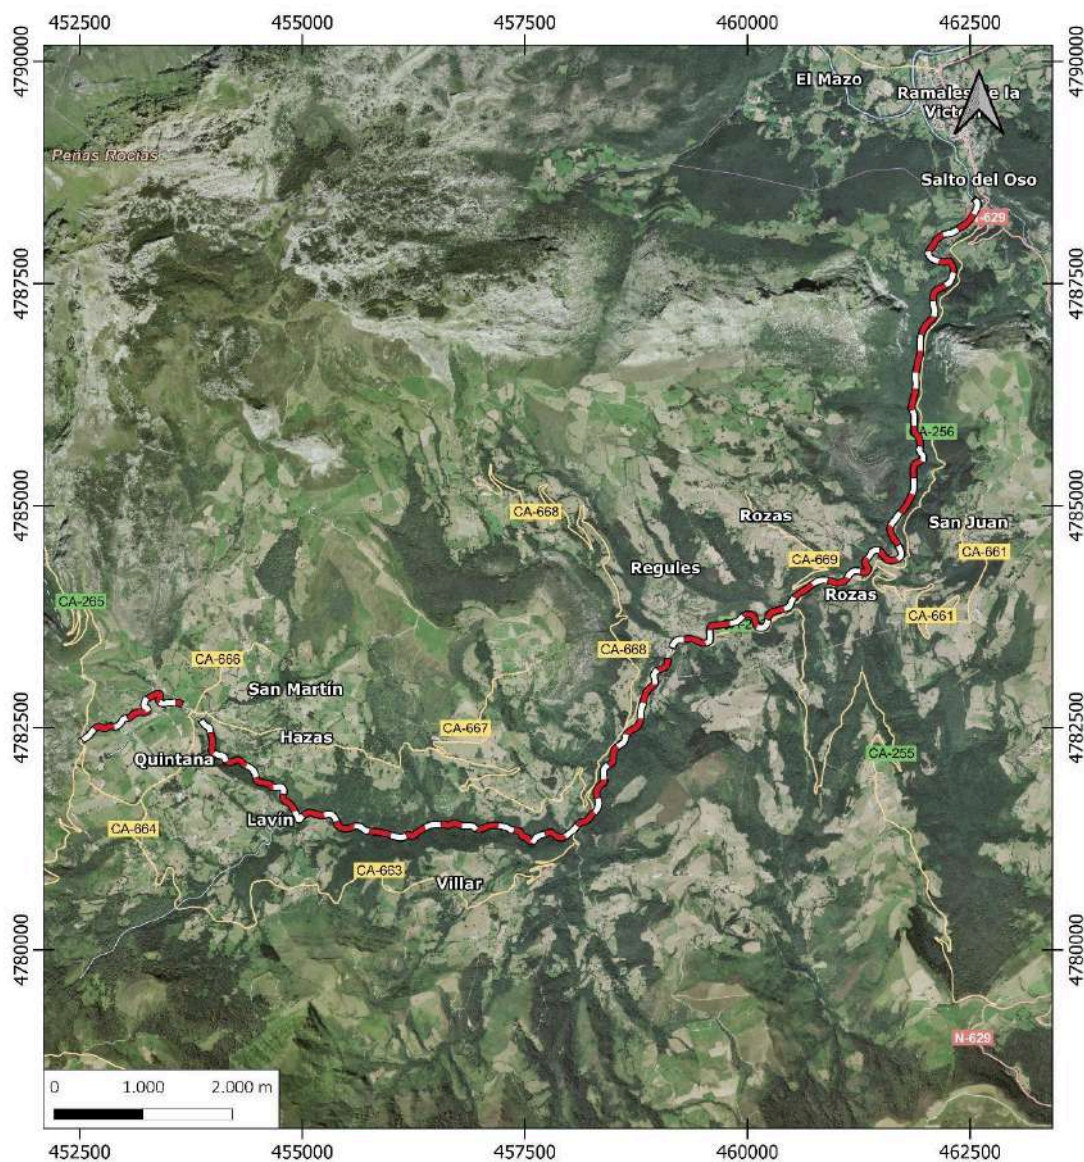 452500 455000 457500 460000 462500
4790000 4790000
El Mazo
Ramales de la
Peñas Rocías
Salto del Oso
-629
4787500 4787500
CA-256
4785000 4785000
CA-668
Rozas
San Juan
Regules
CA-669
CA-661
Rozas
CA-265
CA-661
CA-668
CA-666
San Martín
4782500 4782500
CA-667
Hazas
Quintana
CA-255
Lavín
CA-664
CA-663
Villar
4780000 4780000
N-629
0 1.000 2.000 m
452500 455000 457500 460000 462500